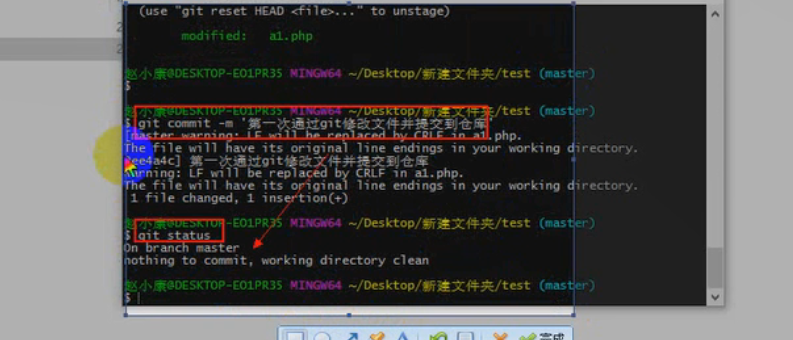 (use "git reset HEAD <file>..." to unstage)
modified: a1.php
赵小康@DESKTOP-EO1PR35 MINGW64 ~/Desktop/新建文件夹/test (master)
$
赵小康@DESKTOP-EO1PR35 MINGW64 ~/Desktop/新建文件夹/test (master)
$ git commit -m '第一次通过git修改文件并提交到仓库'
[master warning: LF will be replaced by CRLF in a1.php.
The file will have its original line endings in your working directory.
ee4a4c] 第一次通过git修改文件并提交到仓库
warning: LF will be replaced by CRLF in a1.php.
The file will have its original line endings in your working directory.
1 file changed, 1 insertion(+)
赵小康@DESKTOP-EO1PR35 MINGW64 ~/Desktop/新建文件夹/test (master)
$ git status
On branch master
nothing to commit, working directory clean
赵小康@DESKTOP-EO1PR35 MINGW64 ~/Desktop/新建文件夹/test (master)
$
完成